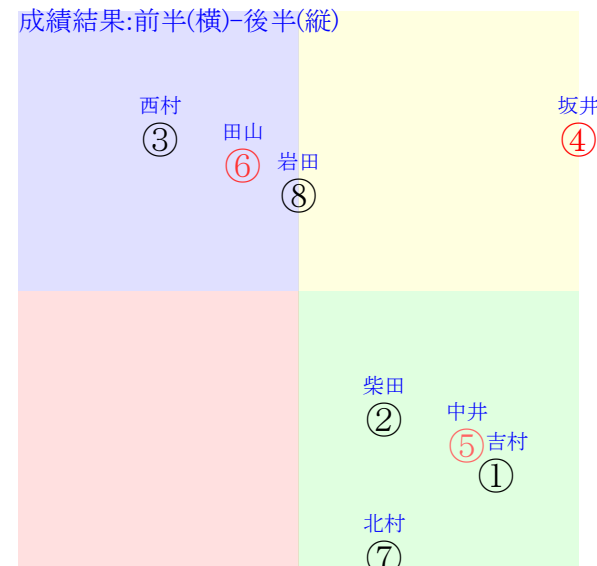 成績結果:前半(横)-後半(縦)
西村
③
田山
⑥
岩田
⑧
坂井
④
柴田
②
中井
⑤
吉村
①
北村
⑦